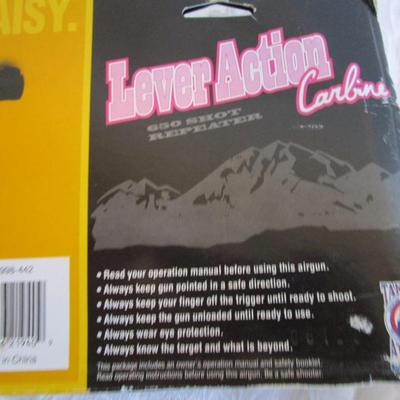 AISY.
Lever Action
Carbine
650 SHOT
REPEATER
• Read your operation manual before using this airgun.
• Always keep gun pointed in a safe direction.
• Always keep your finger off the trigger until ready to shoot.
• Always keep the gun unloaded until ready to use.
• Always wear eye protection.
• Always know the target and what is beyond.
This package includes an owner's operation manual and safety booklet.
Read operating instructions before using this airgun. Be a safe shooter.
998-442
in China